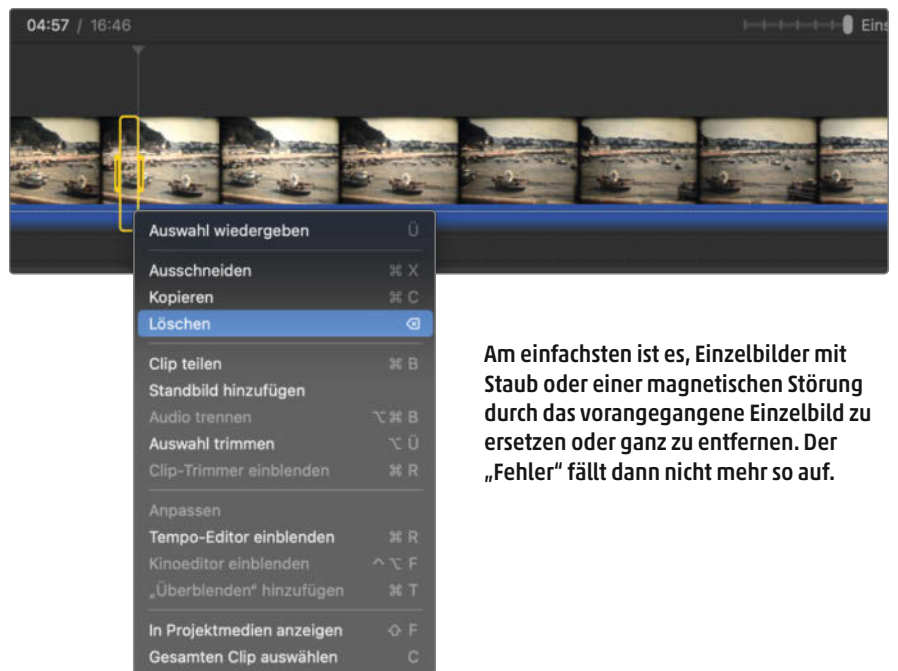 04:57 / 16:46
Eins
Auswahl wiedergeben Ü
Ausschneiden ⌘ X
Kopieren ⌘ C
Löschen ⌫
Clip teilen ⌘ B
Standbild hinzufügen
Audio trennen ⌥ ⌘ B
Auswahl trimmen ⌥ Ü
Clip-Trimmer einblenden ⌘ R
Anpassen
Tempo-Editor einblenden ⌘ R
Kinoeditor einblenden ^ ⌥ F
„Überblenden“ hinzufügen ⌘ T
In Projektmedien anzeigen ⇧ F
Gesamten Clip auswählen C
Am einfachsten ist es, Einzelbilder mit
Staub oder einer magnetischen Störung
durch das vorangegangene Einzelbild zu
ersetzen oder ganz zu entfernen. Der
„Fehler“ fällt dann nicht mehr so auf.